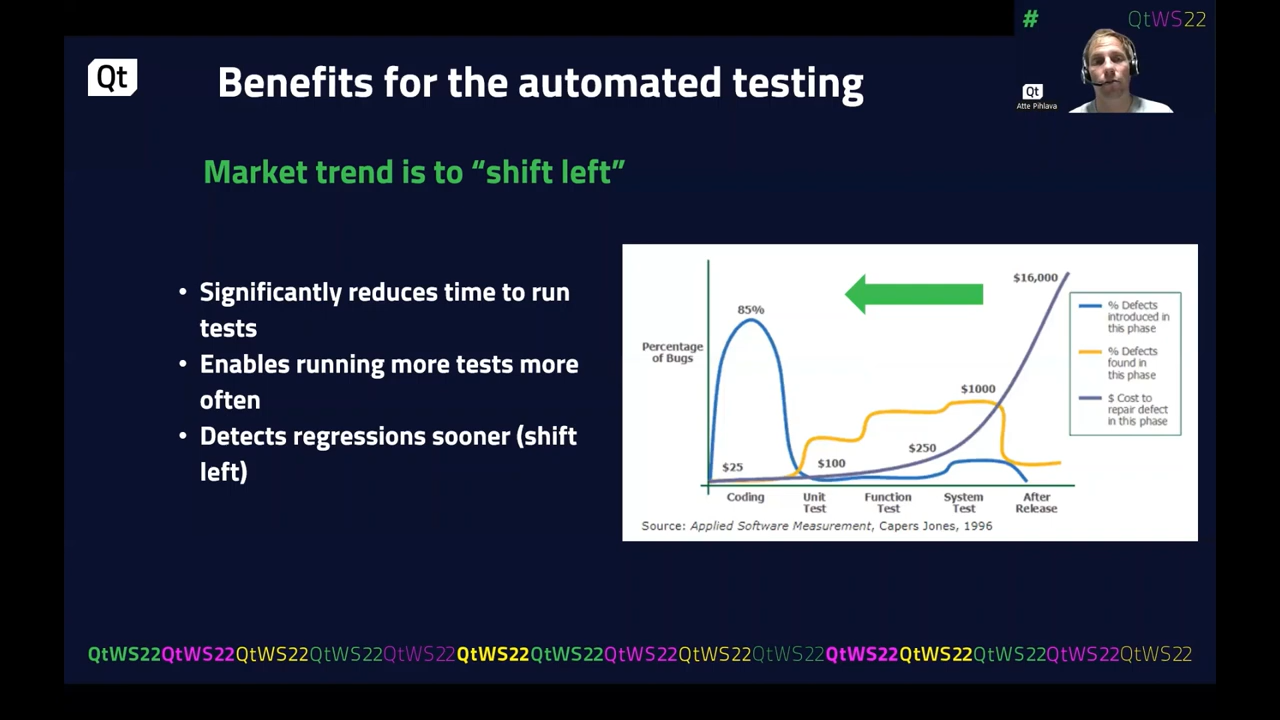 # QtWS22
Qt
Benefits for the automated testing
Qt
Atte Pihlava
Market trend is to “shift left”
• Significantly reduces time to run
tests
• Enables running more tests more
often
• Detects regressions sooner (shift
left)
$16,000
85%
Percentage
of Bugs
$1000
$250
$100
$25
% Defects
introduced in
this phase
% Defects
found in
this phase
$ Cost to
repair defect
in this phase
Coding
Unit
Test
Function
Test
System
Test
After
Release
Source: Applied Software Measurement, Capers Jones, 1996
QtWS22QtWS22QtWS22QtWS22QtWS22QtWS22QtWS22QtWS22QtWS22QtWS22QtWS22QtWS22QtWS22QtWS22QtWS22